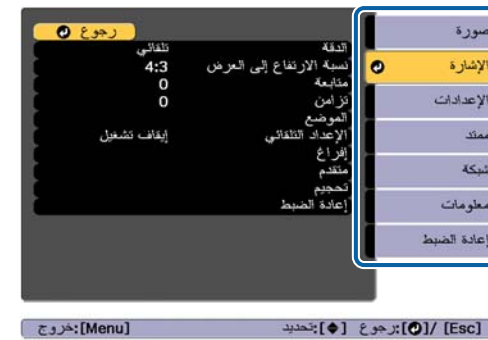 صورة
الإشارة
الإعدادات
ممتد
شبكة
معلومات
إعادة الضبط
رجوع
الدقة تلقائي
نسبة الارتفاع إلى العرض 4:3
متابعة 0
تزامن 0
الموضع
الإعداد التلقائي إيقاف تشغيل
إفراغ
متقدم
تحجيم
إعادة الضبط
[Esc] /[]:رجوع []:تحديد [Menu]:خروج